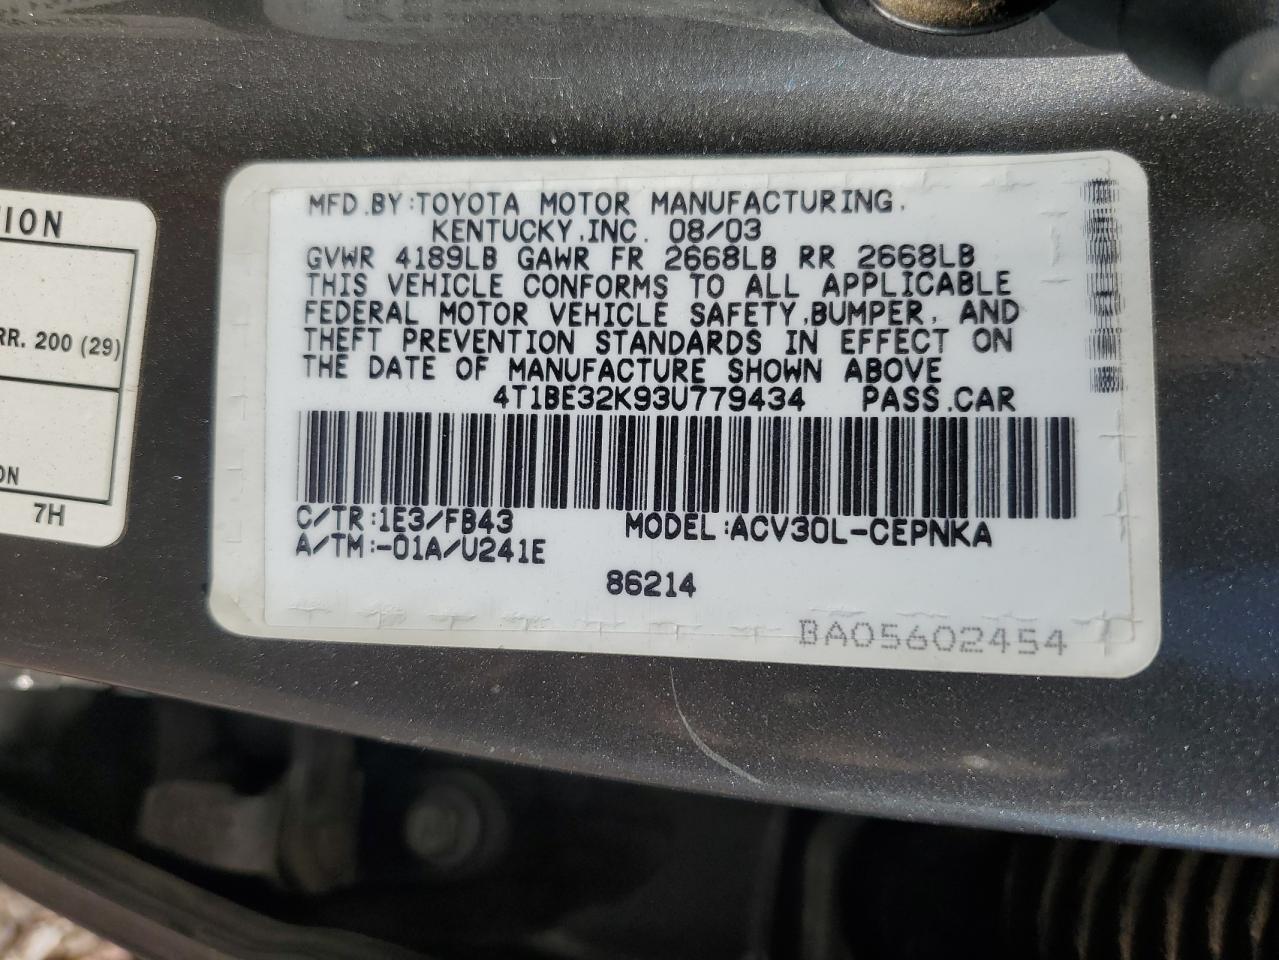 MFD.BY:TOYOTA MOTOR MANUFACTURING,
KENTUCKY,INC. 08/03
GVWR 4189LB GAWR FR 2668LB RR 2668LB
THIS VEHICLE CONFORMS TO ALL APPLICABLE
FEDERAL MOTOR VEHICLE SAFETY,BUMPER, AND
THEFT PREVENTION STANDARDS IN EFFECT ON
THE DATE OF MANUFACTURE SHOWN ABOVE
4T1BE32K93U779434 PASS.CAR
C/TR:1E3/FB43 MODEL:ACV30L-CEPNKA
A/TM:-01A/U241E
86214
BA05602454
RR. 200 (29)
7H